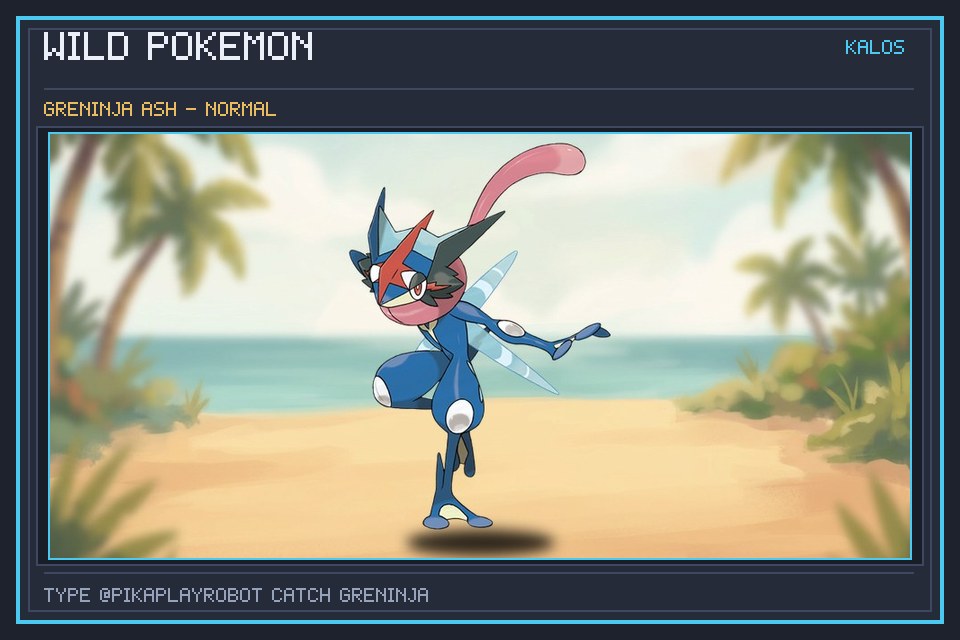 WILD POKEMON
KALOS
GRENINJA ASH - NORMAL
TYPE @PIKAPLAYROBOT CATCH GRENINJA